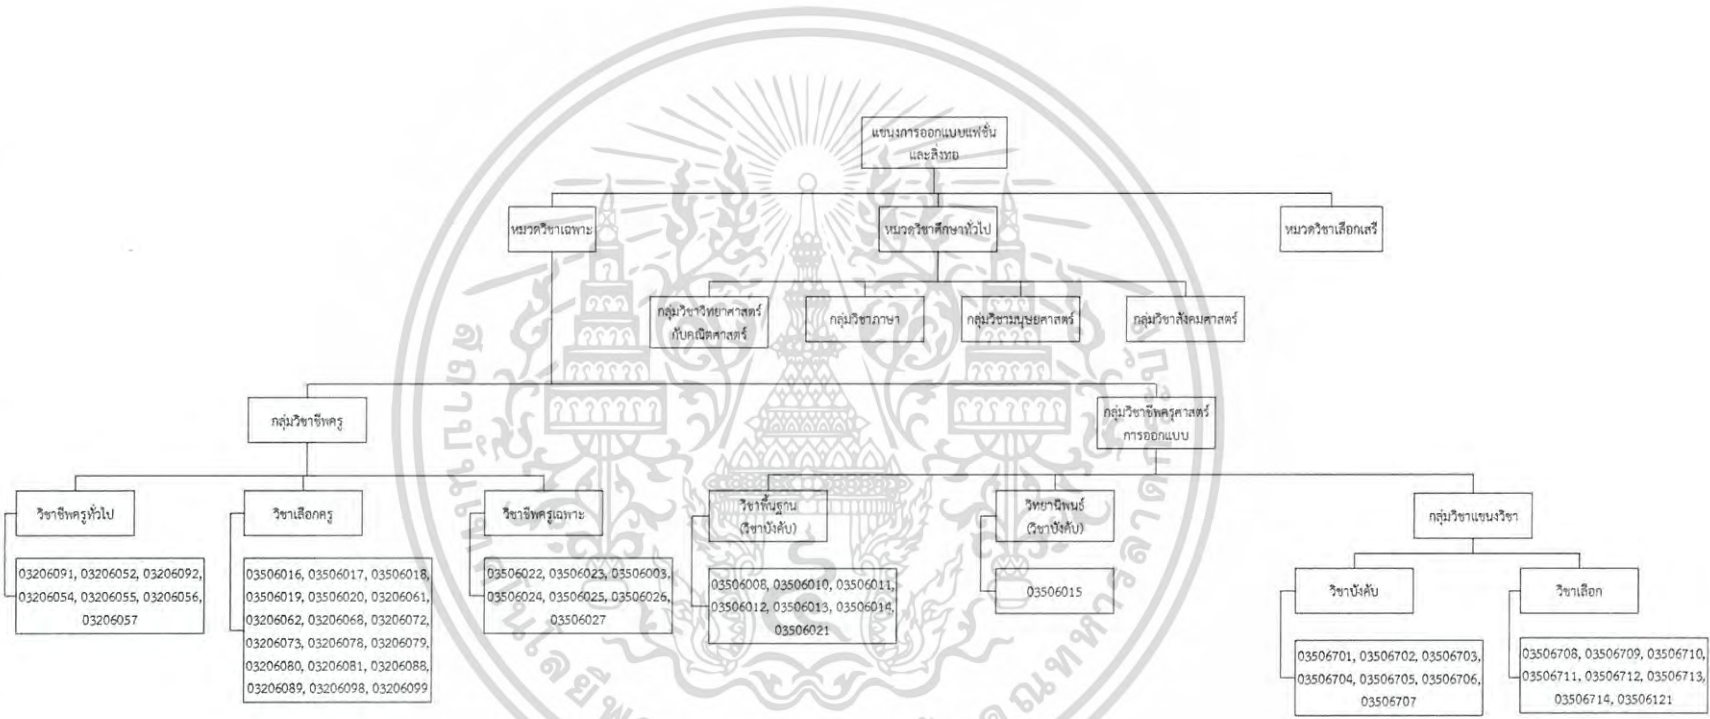 แขนงการออกแบบแฟชั่น
และสิ่งทอ
หมวดวิชาเฉพาะ
หมวดวิชาศึกษาทั่วไป
หมวดวิชาเลือกเสรี
กลุ่มวิชาวิทยาศาสตร์
กับคณิตศาสตร์
กลุ่มวิชาภาษา
กลุ่มวิชามนุษยศาสตร์
กลุ่มวิชาสังคมศาสตร์
กลุ่มวิชาชีพครู
กลุ่มวิชาชีพครุศาสตร์
การออกแบบ
วิชาชีพครูทั่วไป
วิชาเลือกครู
วิชาชีพครูเฉพาะ
วิชาพื้นฐาน
(วิชาบังคับ)
วิทยานิพนธ์
(วิชาบังคับ)
กลุ่มวิชาแขนงวิชา
03206091, 03206052, 03206092,
03206054, 03206055, 03206056,
03206057
03506016, 03506017, 03506018,
03506019, 03506020, 03206061,
03206062, 03206068, 03206072,
03206073, 03206078, 03206079,
03206080, 03206081, 03206088,
03206089, 03206098, 03206099
03506022, 03506023, 03506003,
03506024, 03506025, 03506026,
03506027
03506008, 03506010, 03506011,
03506012, 03506013, 03506014,
03506021
03506015
วิชาบังคับ
วิชาเลือก
03506701, 03506702, 03506703,
03506704, 03506705, 03506706,
03506707
03506708, 03506709, 03506710,
03506711, 03506712, 03506713,
03506714, 03506121